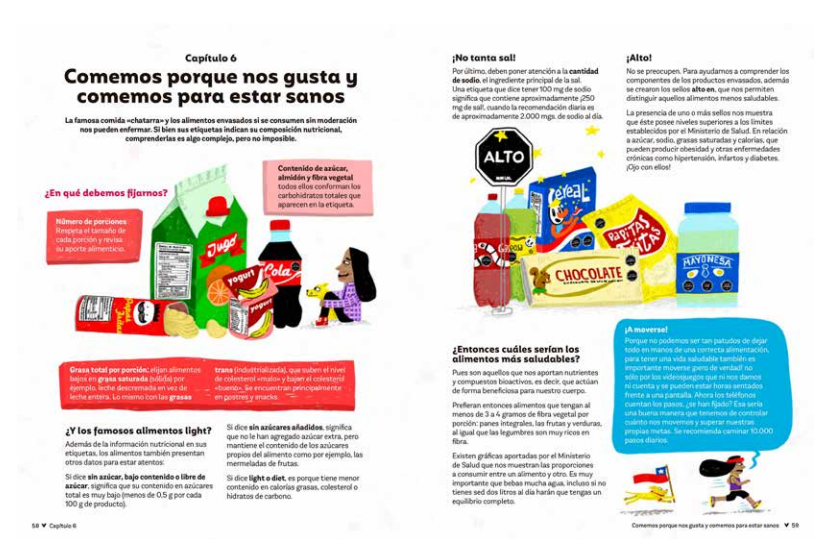 Capítulo 6
Comemos porque nos gusta y
comemos para estar sanos
La famosa comida «chatarra» y los alimentos envasados si se consumen sin moderación
nos pueden enfermar. Si bien sus etiquetas indican su composición nutricional,
comprenderlas es algo complejo, pero no imposible.
¿En qué debemos fijarnos?
Número de porciones
Respeta el tamaño de
cada porción y revisa
su aporte alimenticio.
Contenido de azúcar,
almidón y fibra vegetal
todos ellos conforman los
carbohidratos totales que
aparecen en la etiqueta.
Jugo
yogurt
yogurt
Cola
Grasa total por porción: elijan alimentos
bajos en grasa saturada (sólida) por
ejemplo, leche descremada en vez de
leche entera. Lo mismo con las grasas
trans (industrializada), que suben el nivel
de colesterol «malo» y bajan el colesterol
«bueno». Se encuentran principalmente
en postres y snacks.
¿Y los famosos alimentos light?
Además de la información nutricional en sus
etiquetas, los alimentos también presentan
otros datos para estar atentos:
Si dice sin azúcar, bajo contenido o libre de
azúcar, significa que su contenido en azúcares
total es muy bajo (menos de 0,5 g por cada
100 g de producto).
Si dice sin azúcares añadidos, significa
que no le han agregado azúcar extra, pero
mantiene el contenido de los azúcares
propios del alimento como por ejemplo, las
mermeladas de frutas.
Si dice light o diet, es porque tiene menor
contenido en calorías grasas, colesterol o
hidratos de carbono.
58 ♥ Capítulo 6
¡No tanta sal!
Por último, deben poner atención a la cantidad
de sodio, el ingrediente principal de la sal.
Una etiqueta que dice tener 100 mg de sodio
significa que contiene aproximadamente ¡250
mg de sal!, cuando la recomendación diaria es
de aproximadamente 2.000 mgs. de sodio al día.
¡Alto!
No se preocupen. Para ayudarnos a comprender los
componentes de los productos envasados, además
se crearon los sellos alto en, que nos permiten
distinguir aquellos alimentos menos saludables.
La presencia de uno o más sellos nos muestra
que éste posee niveles superiores a los límites
establecidos por el Ministerio de Salud. En relación
a azúcar, sodio, grasas saturadas y calorías, que
pueden producir obesidad y otras enfermedades
crónicas como hipertensión, infartos y diabetes.
¡Ojo con ellos!
ALTO
Cereal
PAPITAS
FRITAS
CHOCOLATE
MAYONESA
¿Entonces cuáles serían los
alimentos más saludables?
Pues son aquellos que nos aportan nutrientes
y compuestos bioactivos, es decir, que actúan
de forma beneficiosa para nuestro cuerpo.
Prefieran entonces alimentos que tengan al
menos de 3 a 4 gramos de fibra vegetal por
porción: panes integrales, las frutas y verduras,
al igual que las legumbres son muy ricos en
fibra.
Existen gráficas aportadas por el Ministerio
de Salud que nos muestran las proporciones
a consumir entre un alimento y otro. Es muy
importante que bebas mucha agua, incluso si no
tienes sed dos litros al día harán que tengas un
equilibrio completo.
¡A moverse!
Porque no podemos ser tan patudos de dejar
todo en manos de una correcta alimentación,
para tener una vida saludable también es
importante moverse ¡pero de verdad! no
sólo por los videojuegos que ni nos damos
ni cuenta y se pueden estar horas sentados
frente a una pantalla. Ahora los teléfonos
cuentan los pasos, ¿se han fijado? Esa sería
una buena manera que tenemos de controlar
cuánto nos movemos y superar nuestras
propias metas. Se recomienda caminar 10.000
pasos diarios.
Comemos porque nos gusta y comemos para estar sanos ♥ 59